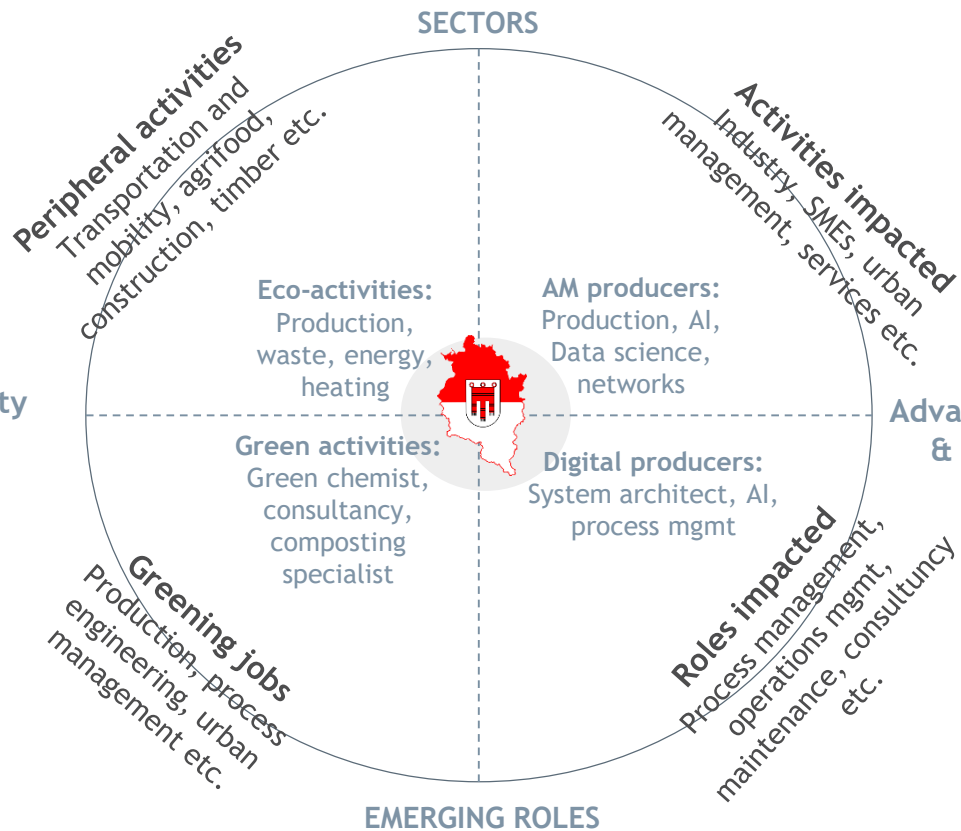 SECTORS
Peripheral activities
Transportation and
mobility, agrifood,
construction, timber etc.
Activities impacted
Industry, SMEs, urban
management, services etc.
Eco-activities:
Production,
waste, energy,
heating
AM producers:
Production, AI,
Data science,
networks
ty
Adva
&
Green activities:
Green chemist,
consultancy,
composting
specialist
Digital producers:
System architect, AI,
process mgmt
Greening jobs
Production, process
engineering, urban
management etc.
Roles impacted
Process management,
operations mgmt,
maintenance, consultuncy
etc.
EMERGING ROLES